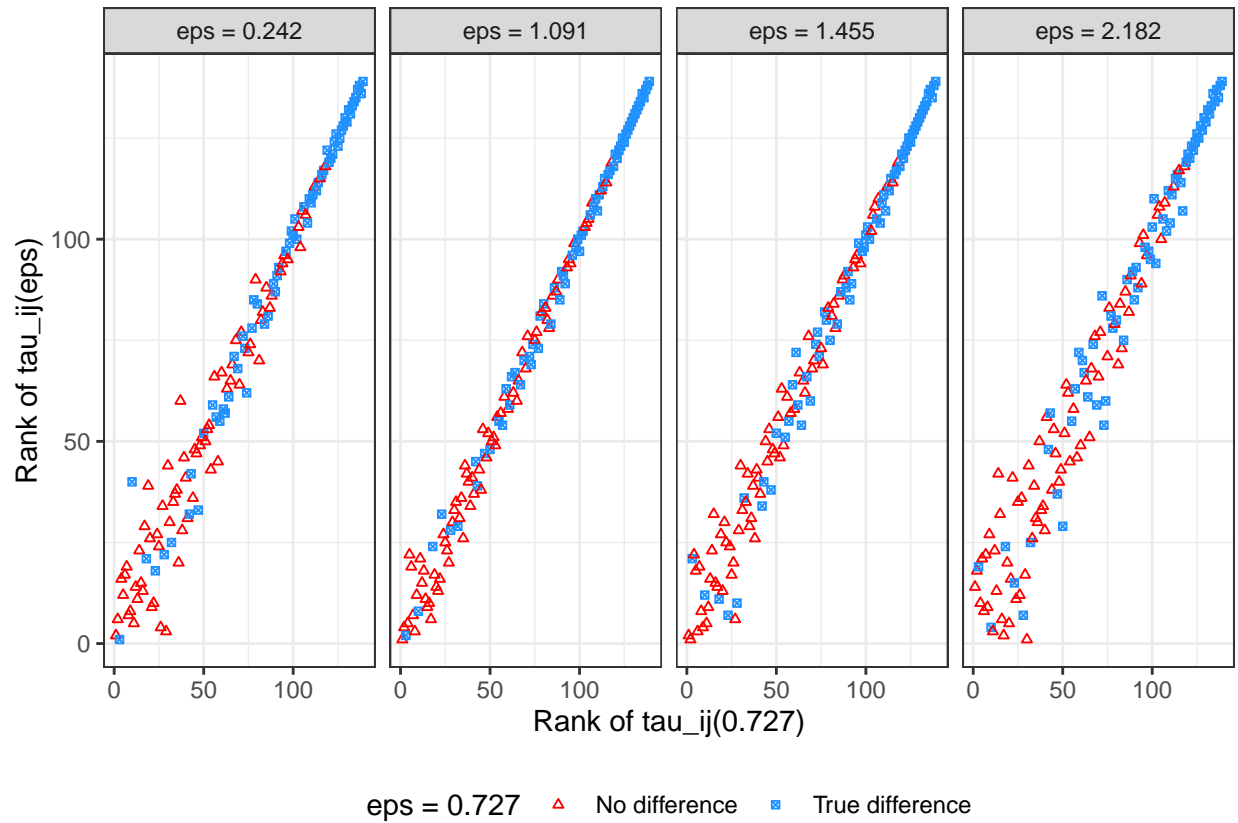 eps = 0.242 eps = 1.091 eps = 1.455 eps = 2.182
Rank of tau_ij(eps)
100
50
0
0 50 100 0 50 100 0 50 100 0 50 100
Rank of tau_ij(0.727)
eps = 0.727 No difference True difference